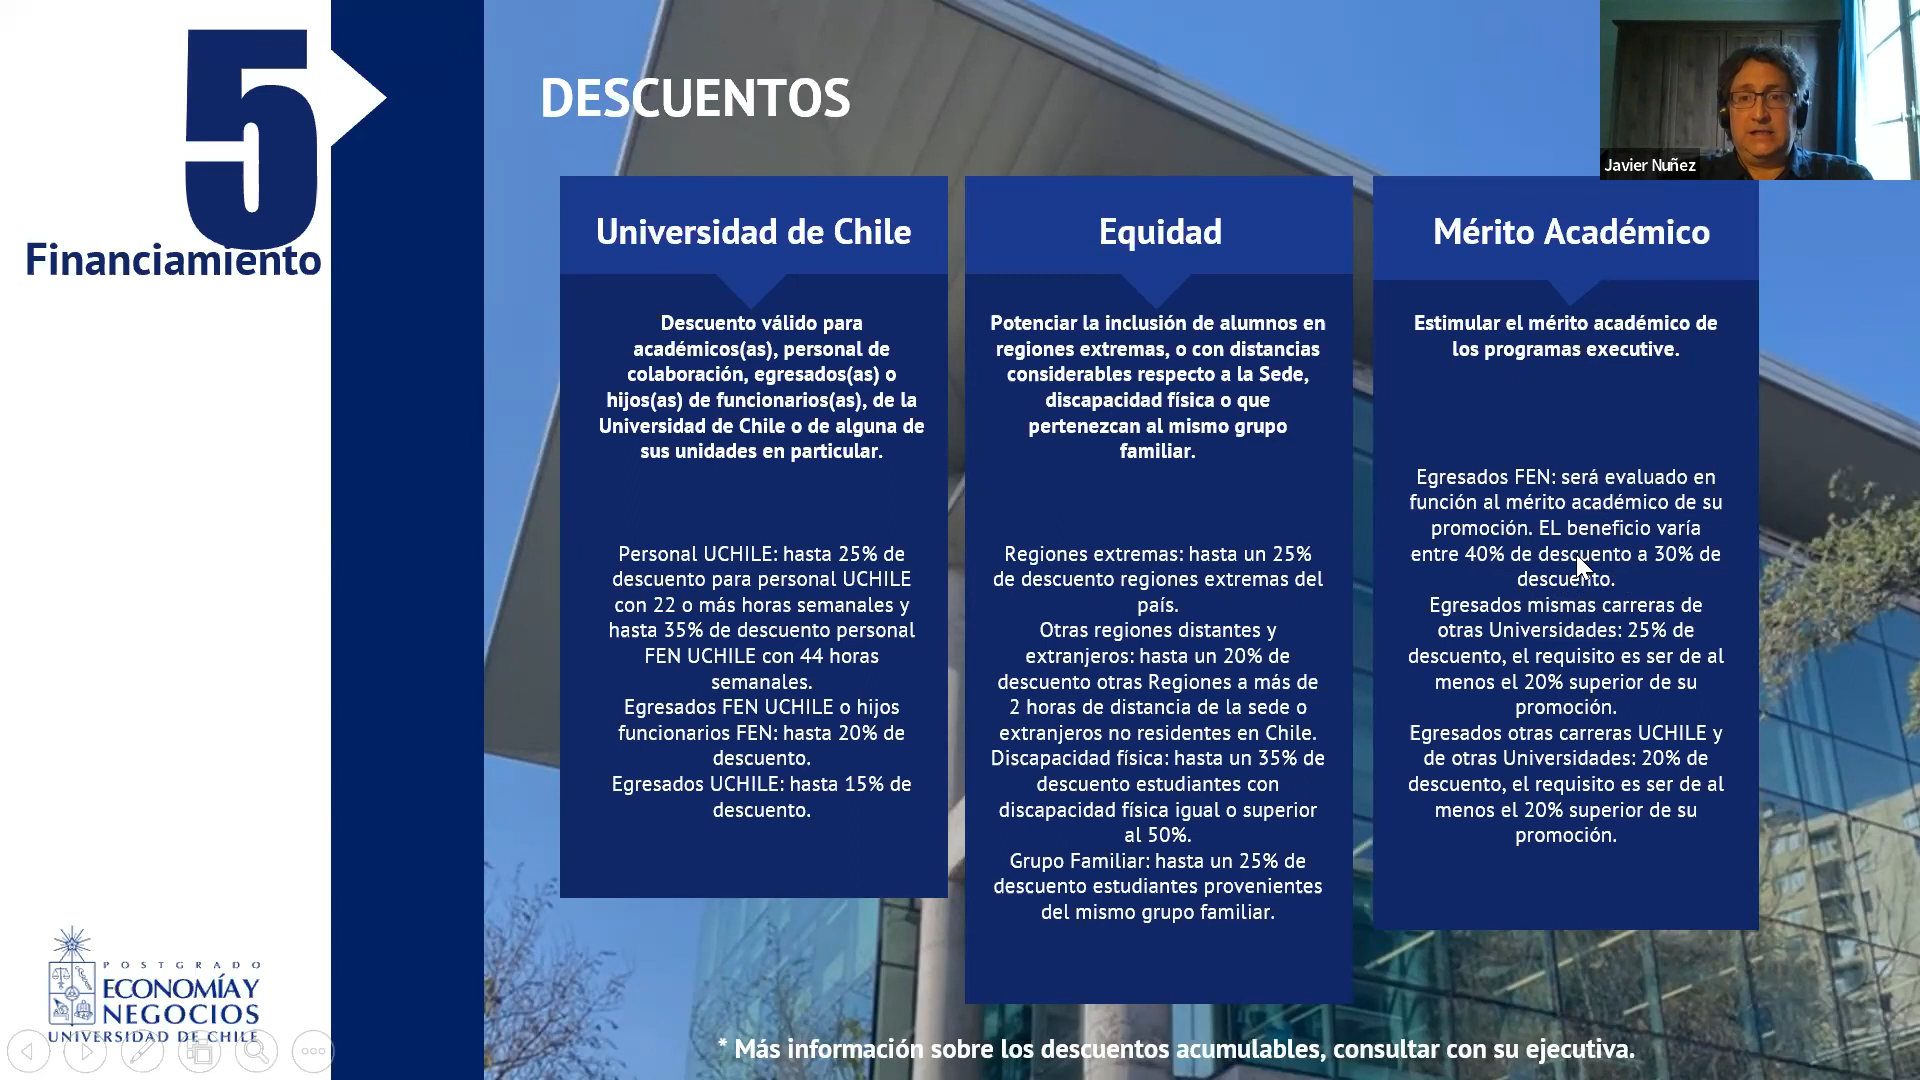 5
Financiamiento
DESCUENTOS
Javier Nuñez
Universidad de Chile
Descuento válido para
académicos(as), personal de
colaboración, egresados(as) o
hijos(as) de funcionarios(as), de la
Universidad de Chile o de alguna de
sus unidades en particular.
Personal UCHILE: hasta 25% de
descuento para personal UCHILE
con 22 o más horas semanales y
hasta 35% de descuento personal
FEN UCHILE con 44 horas
semanales.
Egresados FEN UCHILE o hijos
funcionarios FEN: hasta 20% de
descuento.
Egresados UCHILE: hasta 15% de
descuento.
Equidad
Potenciar la inclusión de alumnos en
regiones extremas, o con distancias
considerables respecto a la Sede,
discapacidad física o que
pertenezcan al mismo grupo
familiar.
Regiones extremas: hasta un 25%
de descuento regiones extremas del
país.
Otras regiones distantes y
extranjeros: hasta un 20% de
descuento otras Regiones a más de
2 horas de distancia de la sede o
extranjeros no residentes en Chile.
Discapacidad física: hasta un 35% de
descuento estudiantes con
discapacidad física igual o superior
al 50%.
Grupo Familiar: hasta un 25% de
descuento estudiantes provenientes
del mismo grupo familiar.
Mérito Académico
Estimular el mérito académico de
los programas executive.
Egresados FEN: será evaluado en
función al mérito académico de su
promoción. EL beneficio varía
entre 40% de descuento a 30% de
descuento.
Egresados mismas carreras de
otras Universidades: 25% de
descuento, el requisito es ser de al
menos el 20% superior de su
promoción.
Egresados otras carreras UCHILE y
de otras Universidades: 20% de
descuento, el requisito es ser de al
menos el 20% superior de su
promoción.
POSTGRADO
ECONOMÍA Y
NEGOCIOS
UNIVERSIDAD DE CHILE
* Más información sobre los descuentos acumulables, consultar con su ejecutiva.